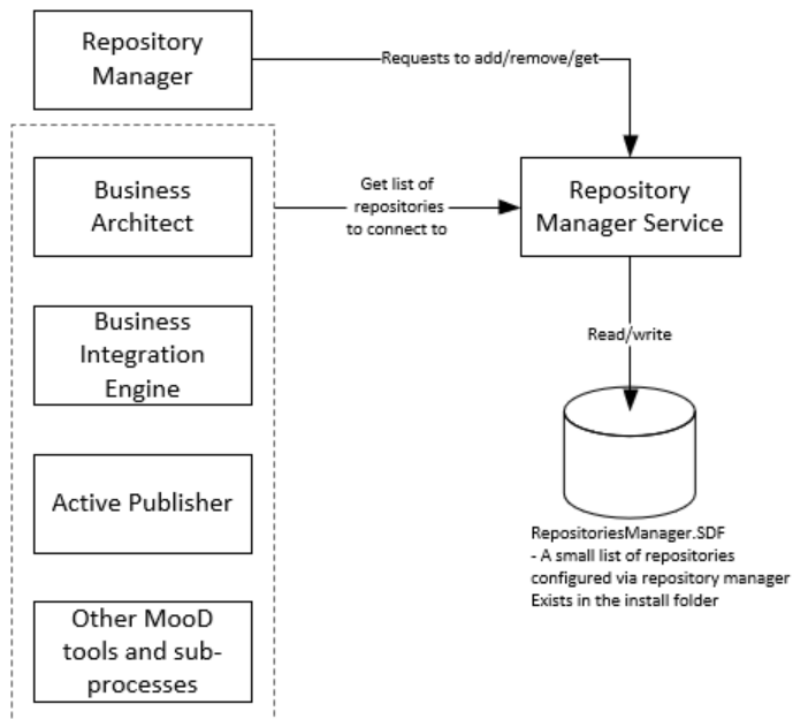 Repository
Manager
Requests to add/remove/get
Business
Architect
Get list of
repositories
to connect to
Repository
Manager Service
Business
Integration
Engine
Read/write
Active Publisher
RepositoriesManager.SDF
- A small list of repositories
configured via repository manager
Exists in the install folder
Other MooD
tools and sub-
processes